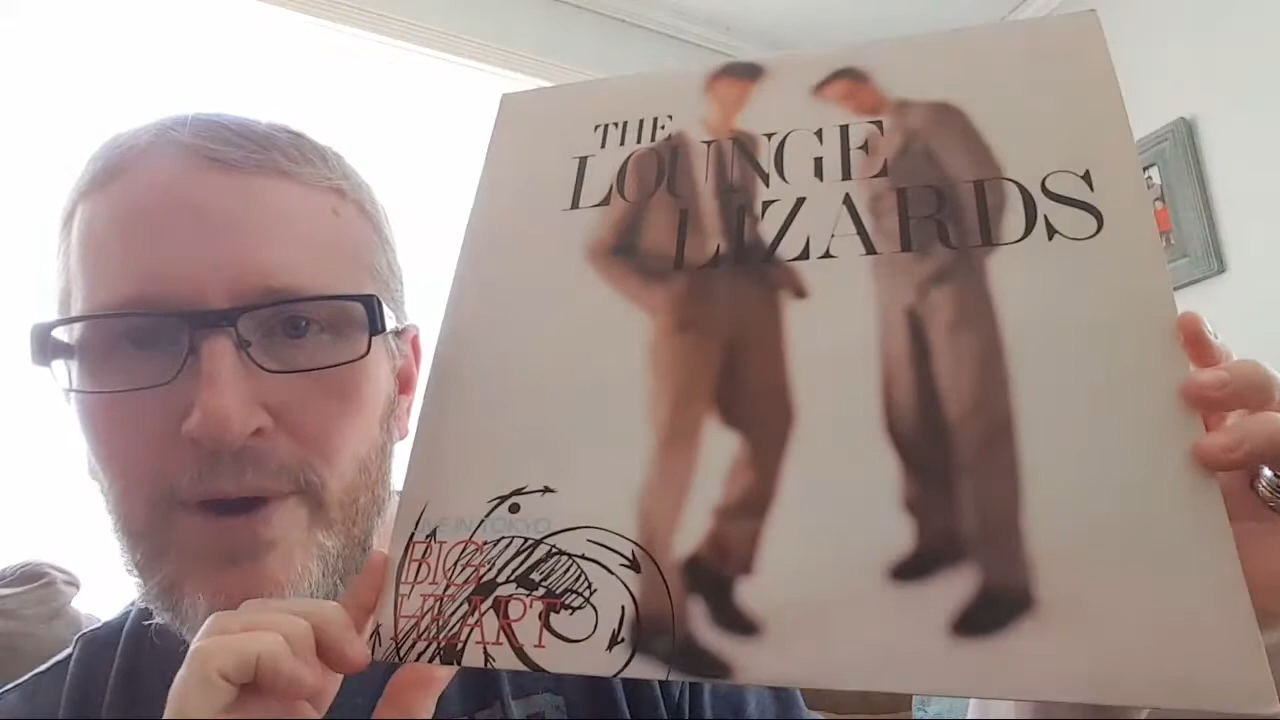 THE
LOUNGE
LIZARDS
LIVE IN TOKYO
BIG
HEART